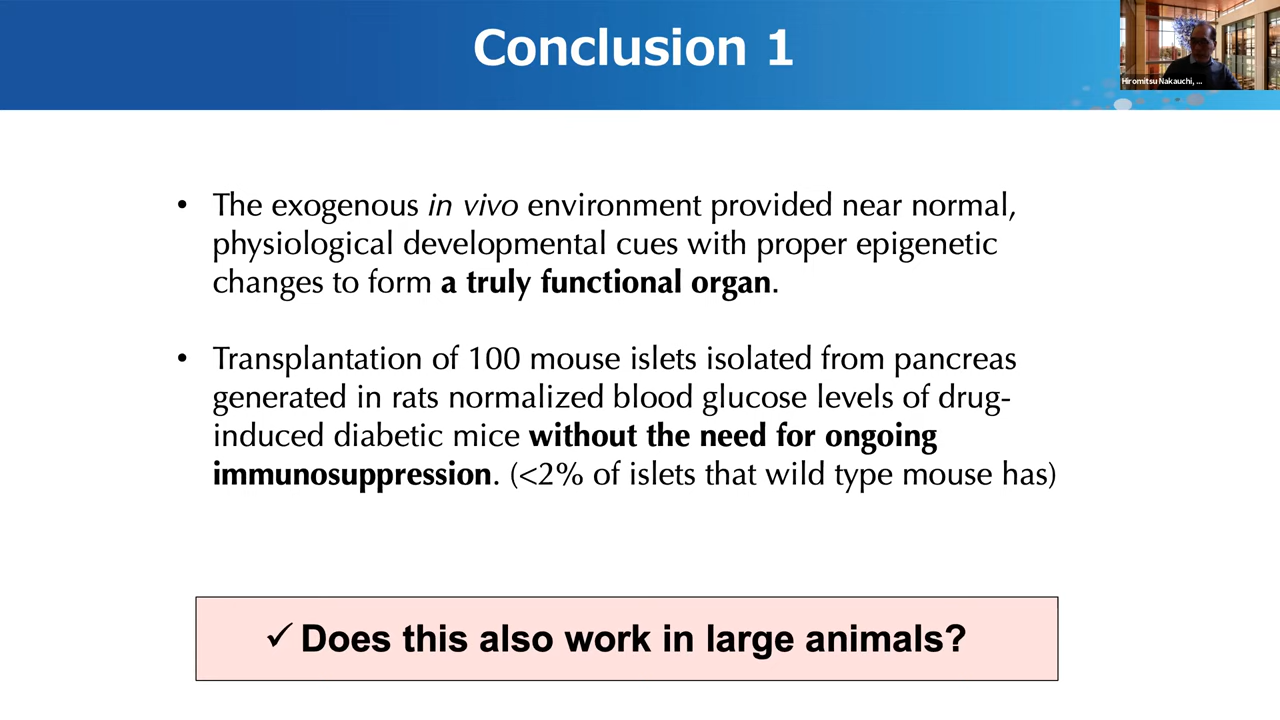 Conclusion 1
Hiromitsu Nakauchi, ...
• The exogenous in vivo environment provided near normal,
physiological developmental cues with proper epigenetic
changes to form a truly functional organ.
• Transplantation of 100 mouse islets isolated from pancreas
generated in rats normalized blood glucose levels of drug-
induced diabetic mice without the need for ongoing
immunosuppression. (<2% of islets that wild type mouse has)
✓ Does this also work in large animals?